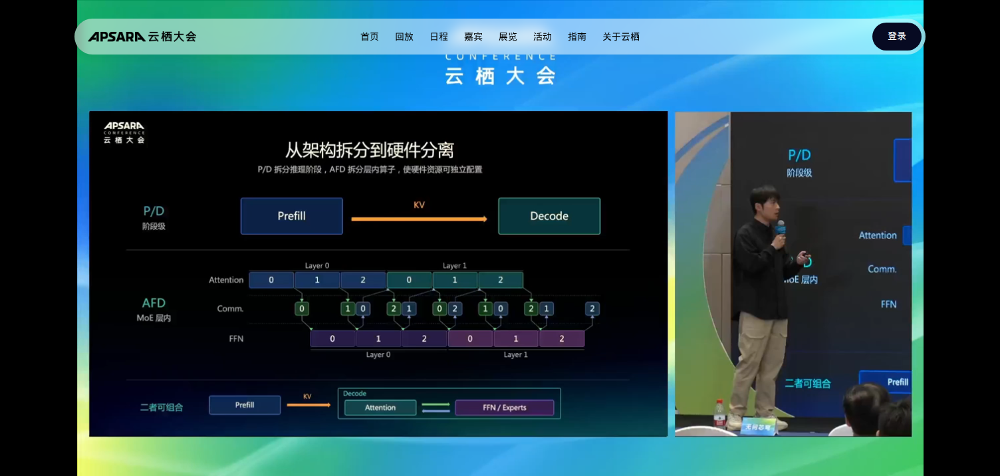 APSARA 云栖大会
首页 回放 日程 嘉宾 展览 活动 指南 关于云栖
登录
CONFERENCE
云栖大会
APSARA
CONFERENCE
云栖大会
从架构拆分到硬件分离
P/D 拆分推理阶段，AFD 拆分层内算子，使硬件资源可独立配置
P/D
阶段级
Prefill
KV
Decode
Layer 0 Layer 1
Attention 0 1 2 0 1 2
AFD
MoE 层内
Comm. 0 1 0 2 1 0 2 1 0 2 1 2
FFN 0 1 2 0 1 2
Layer 0 Layer 1
二者可组合
Prefill
KV
Decode
Attention
FFN / Experts
P/D
阶段级
Attention
Comm.
D
MoE 层内
FFN
二者可组合
Prefill
无问芯穹